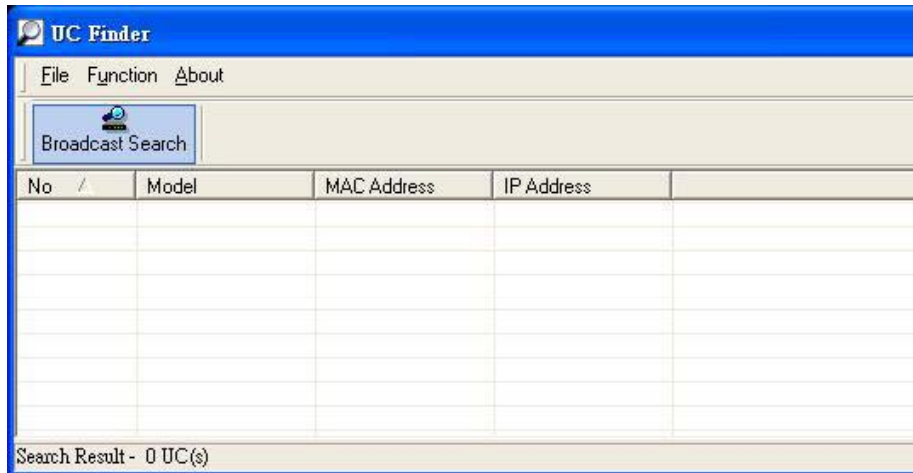 UC Finder
File Function About
Broadcast Search
No Model MAC Address IP Address
Search Result - 0 UC(s)